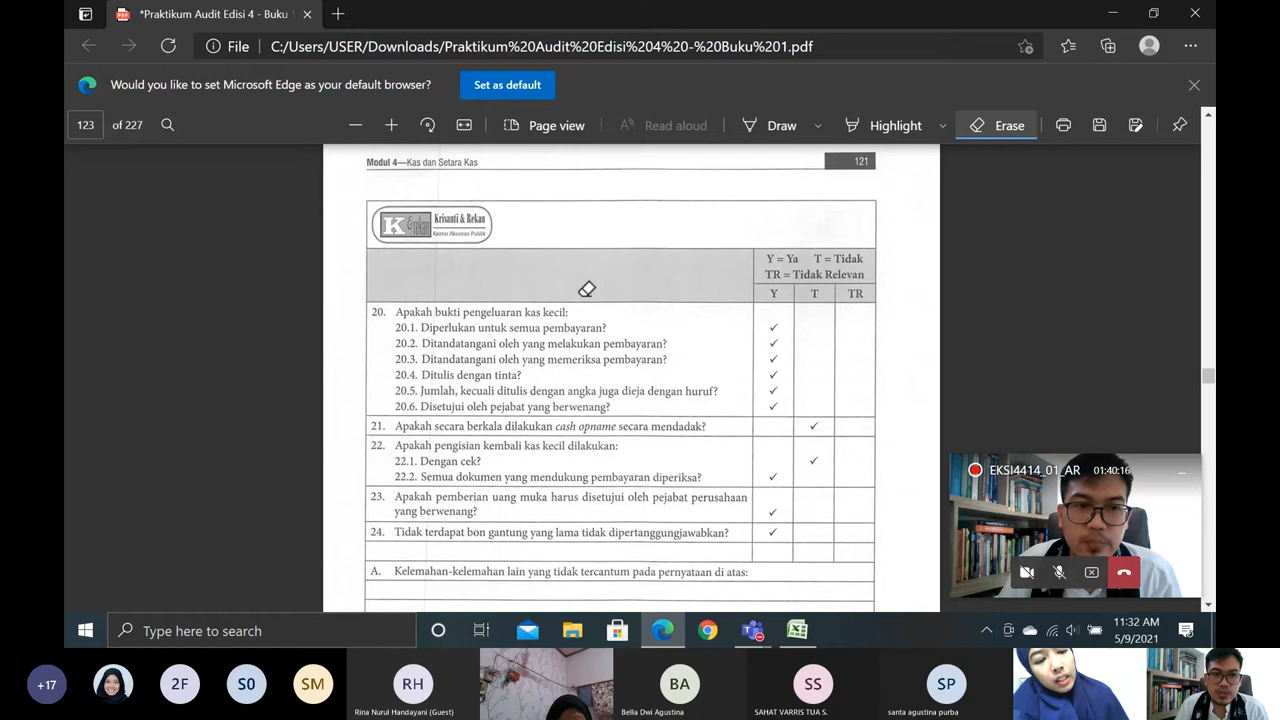 *Praktikum Audit Edisi 4 - Buku 1
File
C:/Users/USER/Downloads/Praktikum%20Audit%20Edisi%204%20-%20Buku%201.pdf
Would you like to set Microsoft Edge as your default browser?
Set as default
123 of 227
Page view
Read aloud
Draw
Highlight
Erase
Modul 4—Kas dan Setara Kas
121
K & rekan
Krisanti & Rekan
Kantor Akuntan Publik
Y = Ya T = Tidak
TR = Tidak Relevan
Y T TR
20. Apakah bukti pengeluaran kas kecil:
20.1. Diperlukan untuk semua pembayaran? ✓
20.2. Ditandatangani oleh yang melakukan pembayaran? ✓
20.3. Ditandatangani oleh yang memeriksa pembayaran? ✓
20.4. Ditulis dengan tinta? ✓
20.5. Jumlah, kecuali ditulis dengan angka juga dieja dengan huruf? ✓
20.6. Disetujui oleh pejabat yang berwenang? ✓
21. Apakah secara berkala dilakukan cash opname secara mendadak? ✓
22. Apakah pengisian kembali kas kecil dilakukan:
22.1. Dengan cek? ✓
22.2. Semua dokumen yang mendukung pembayaran diperiksa? ✓
23. Apakah pemberian uang muka harus disetujui oleh pejabat perusahaan
yang berwenang? ✓
24. Tidak terdapat bon gantung yang lama tidak dipertanggungjawabkan? ✓
A. Kelemahan-kelemahan lain yang tidak tercantum pada pernyataan di atas:
EKSI4414_01_AR 01:40:16
Type here to search
11:32 AM
5/9/2021
+17
2F
S0
SM
RH
Rina Nurul Handayani (Guest)
BA
Bella Dwi Agustina
SS
SAHAT VARRIS TUA S.
SP
santa agustina purba